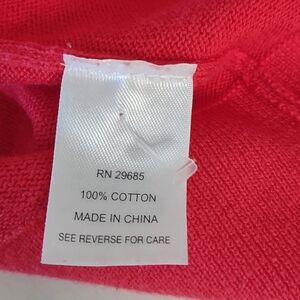 RN 29685
100% COTTON
MADE IN CHINA
SEE REVERSE FOR CARE